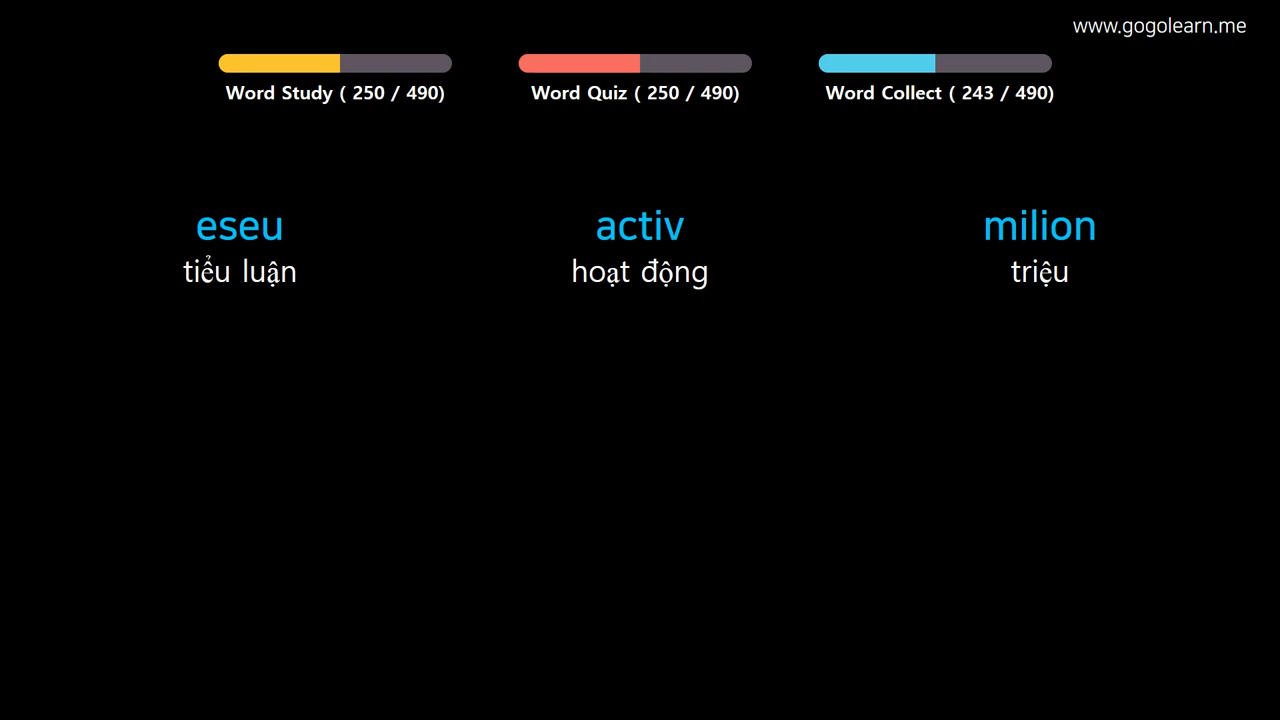 www.gogolearn.me
Word Study ( 250 / 490)
Word Quiz ( 250 / 490)
Word Collect ( 243 / 490)
eseu
tiểu luận
activ
hoạt động
milion
triệu